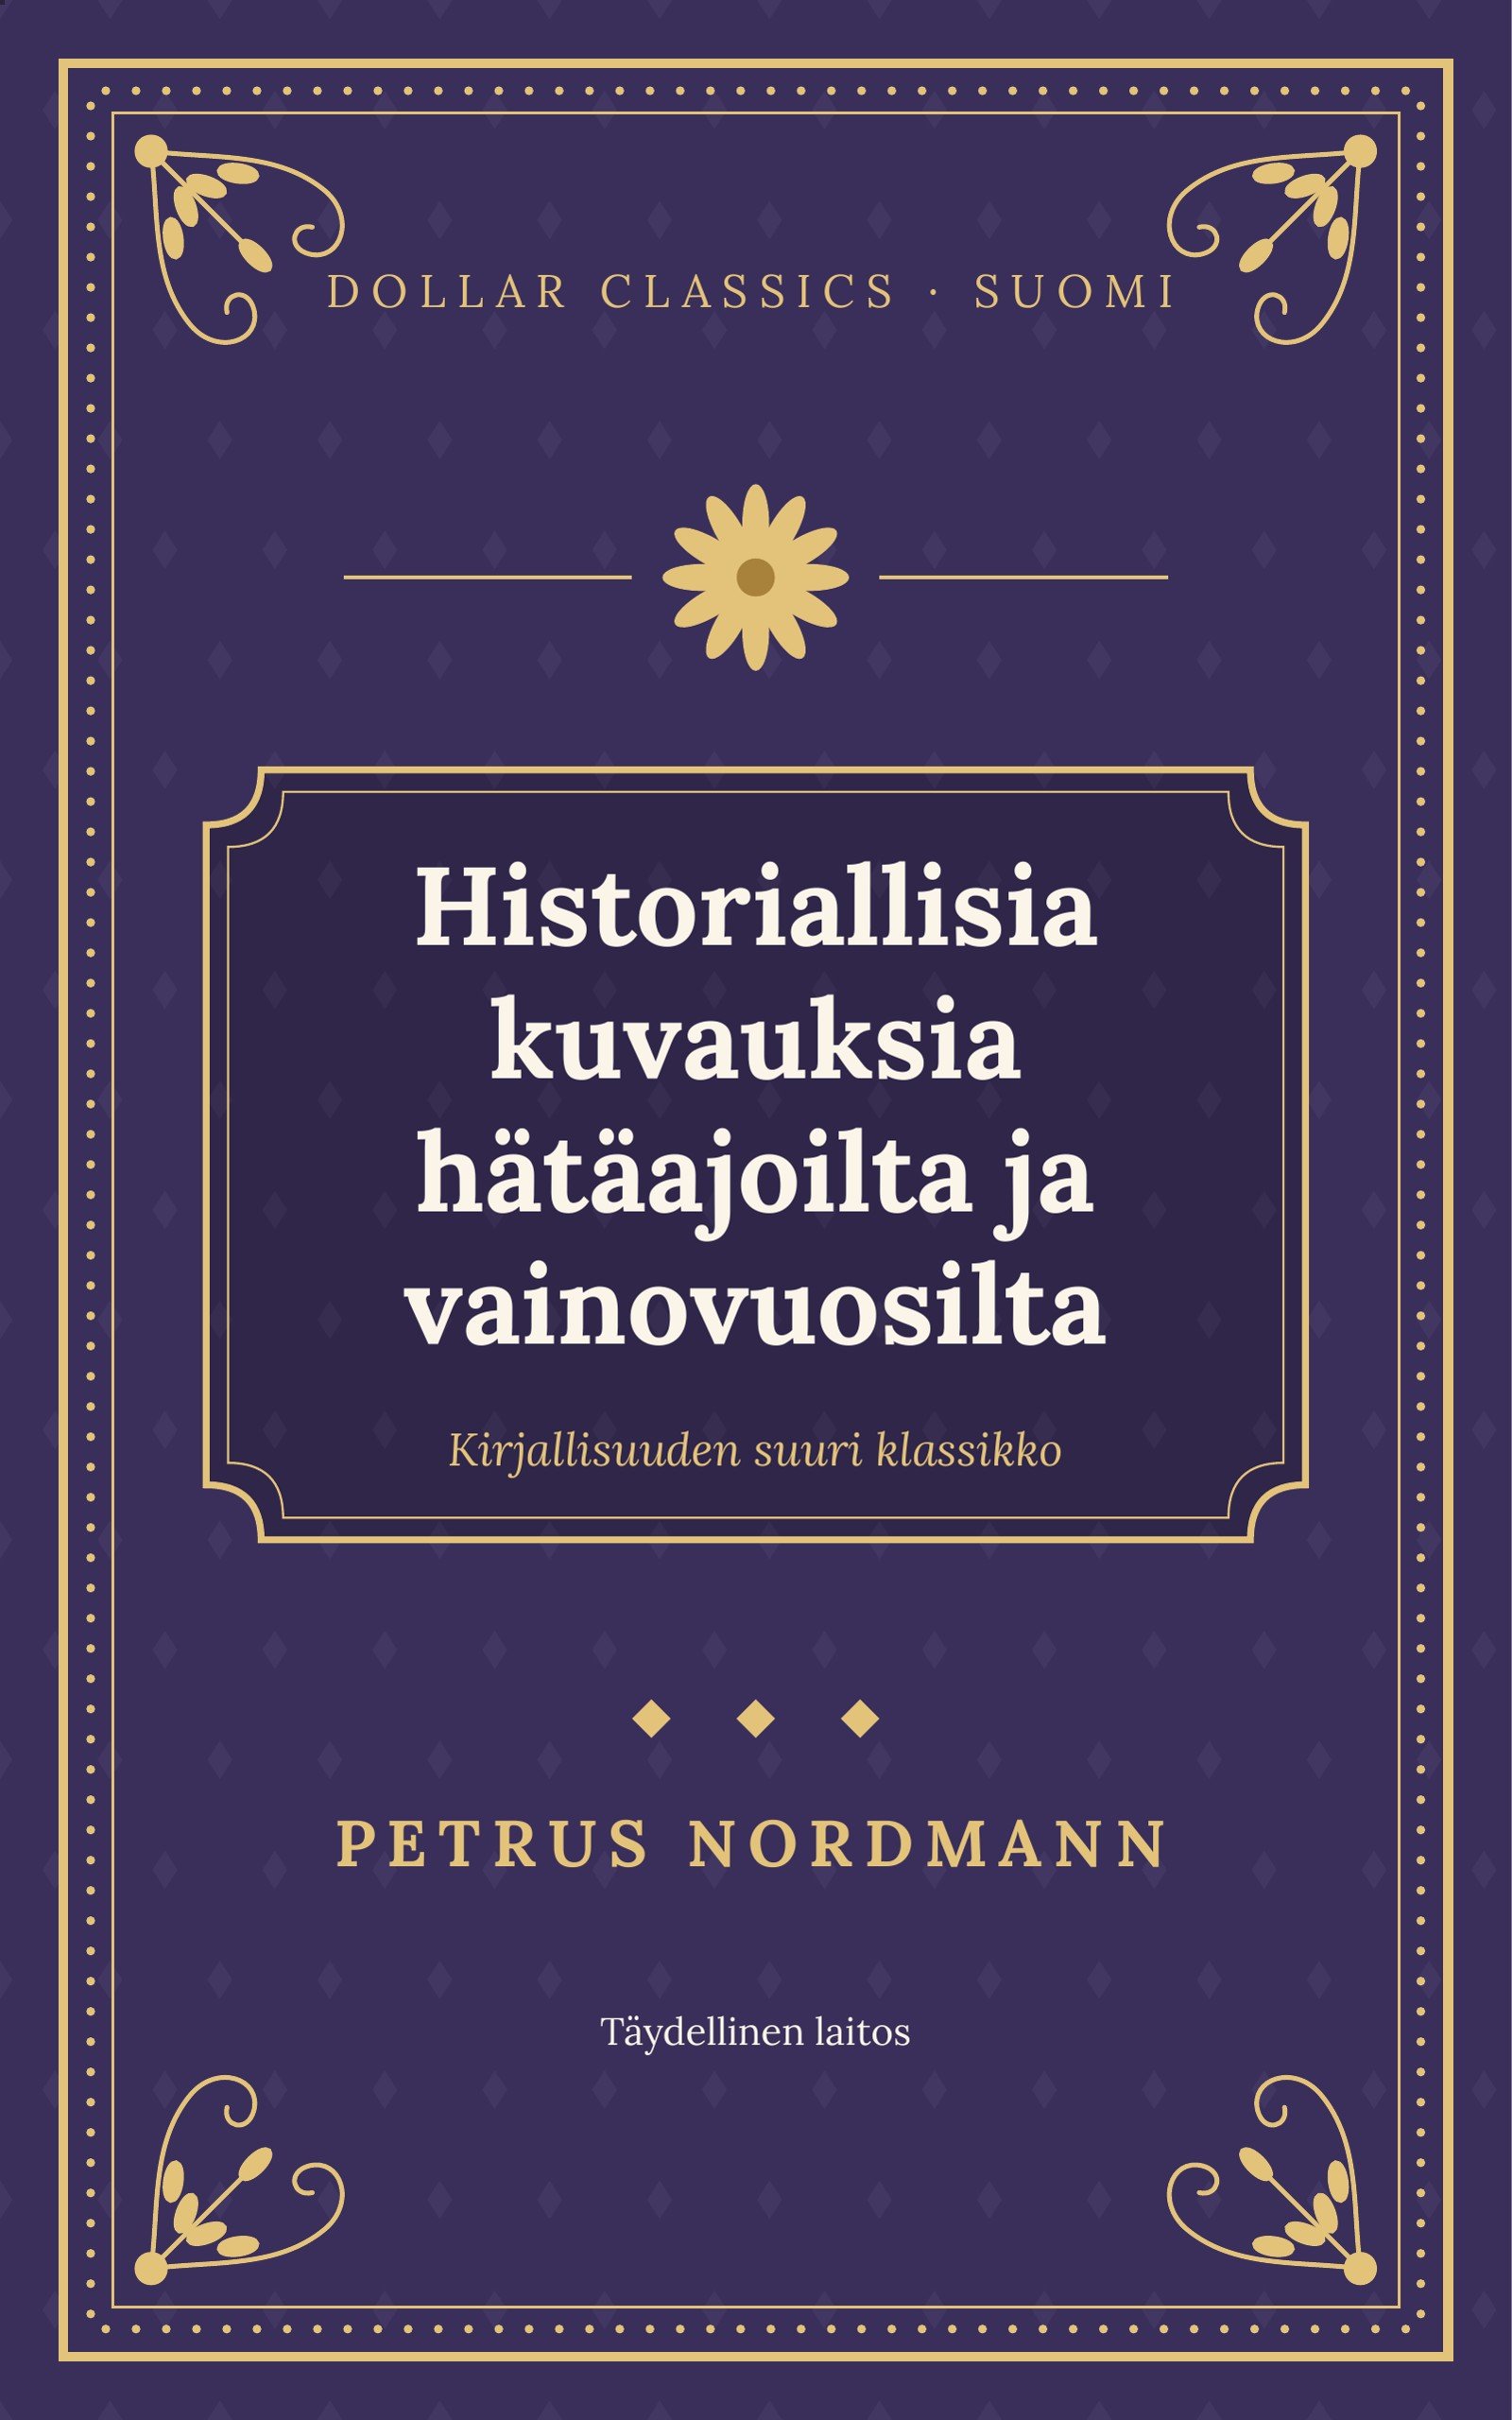 DOLLAR CLASSICS · SUOMI
Historiallisia
kuvauksia
hätäajoilta ja
vainovuosilta
Kirjallisuuden suuri klassikko
PETRUS NORDMANN
Täydellinen laitos